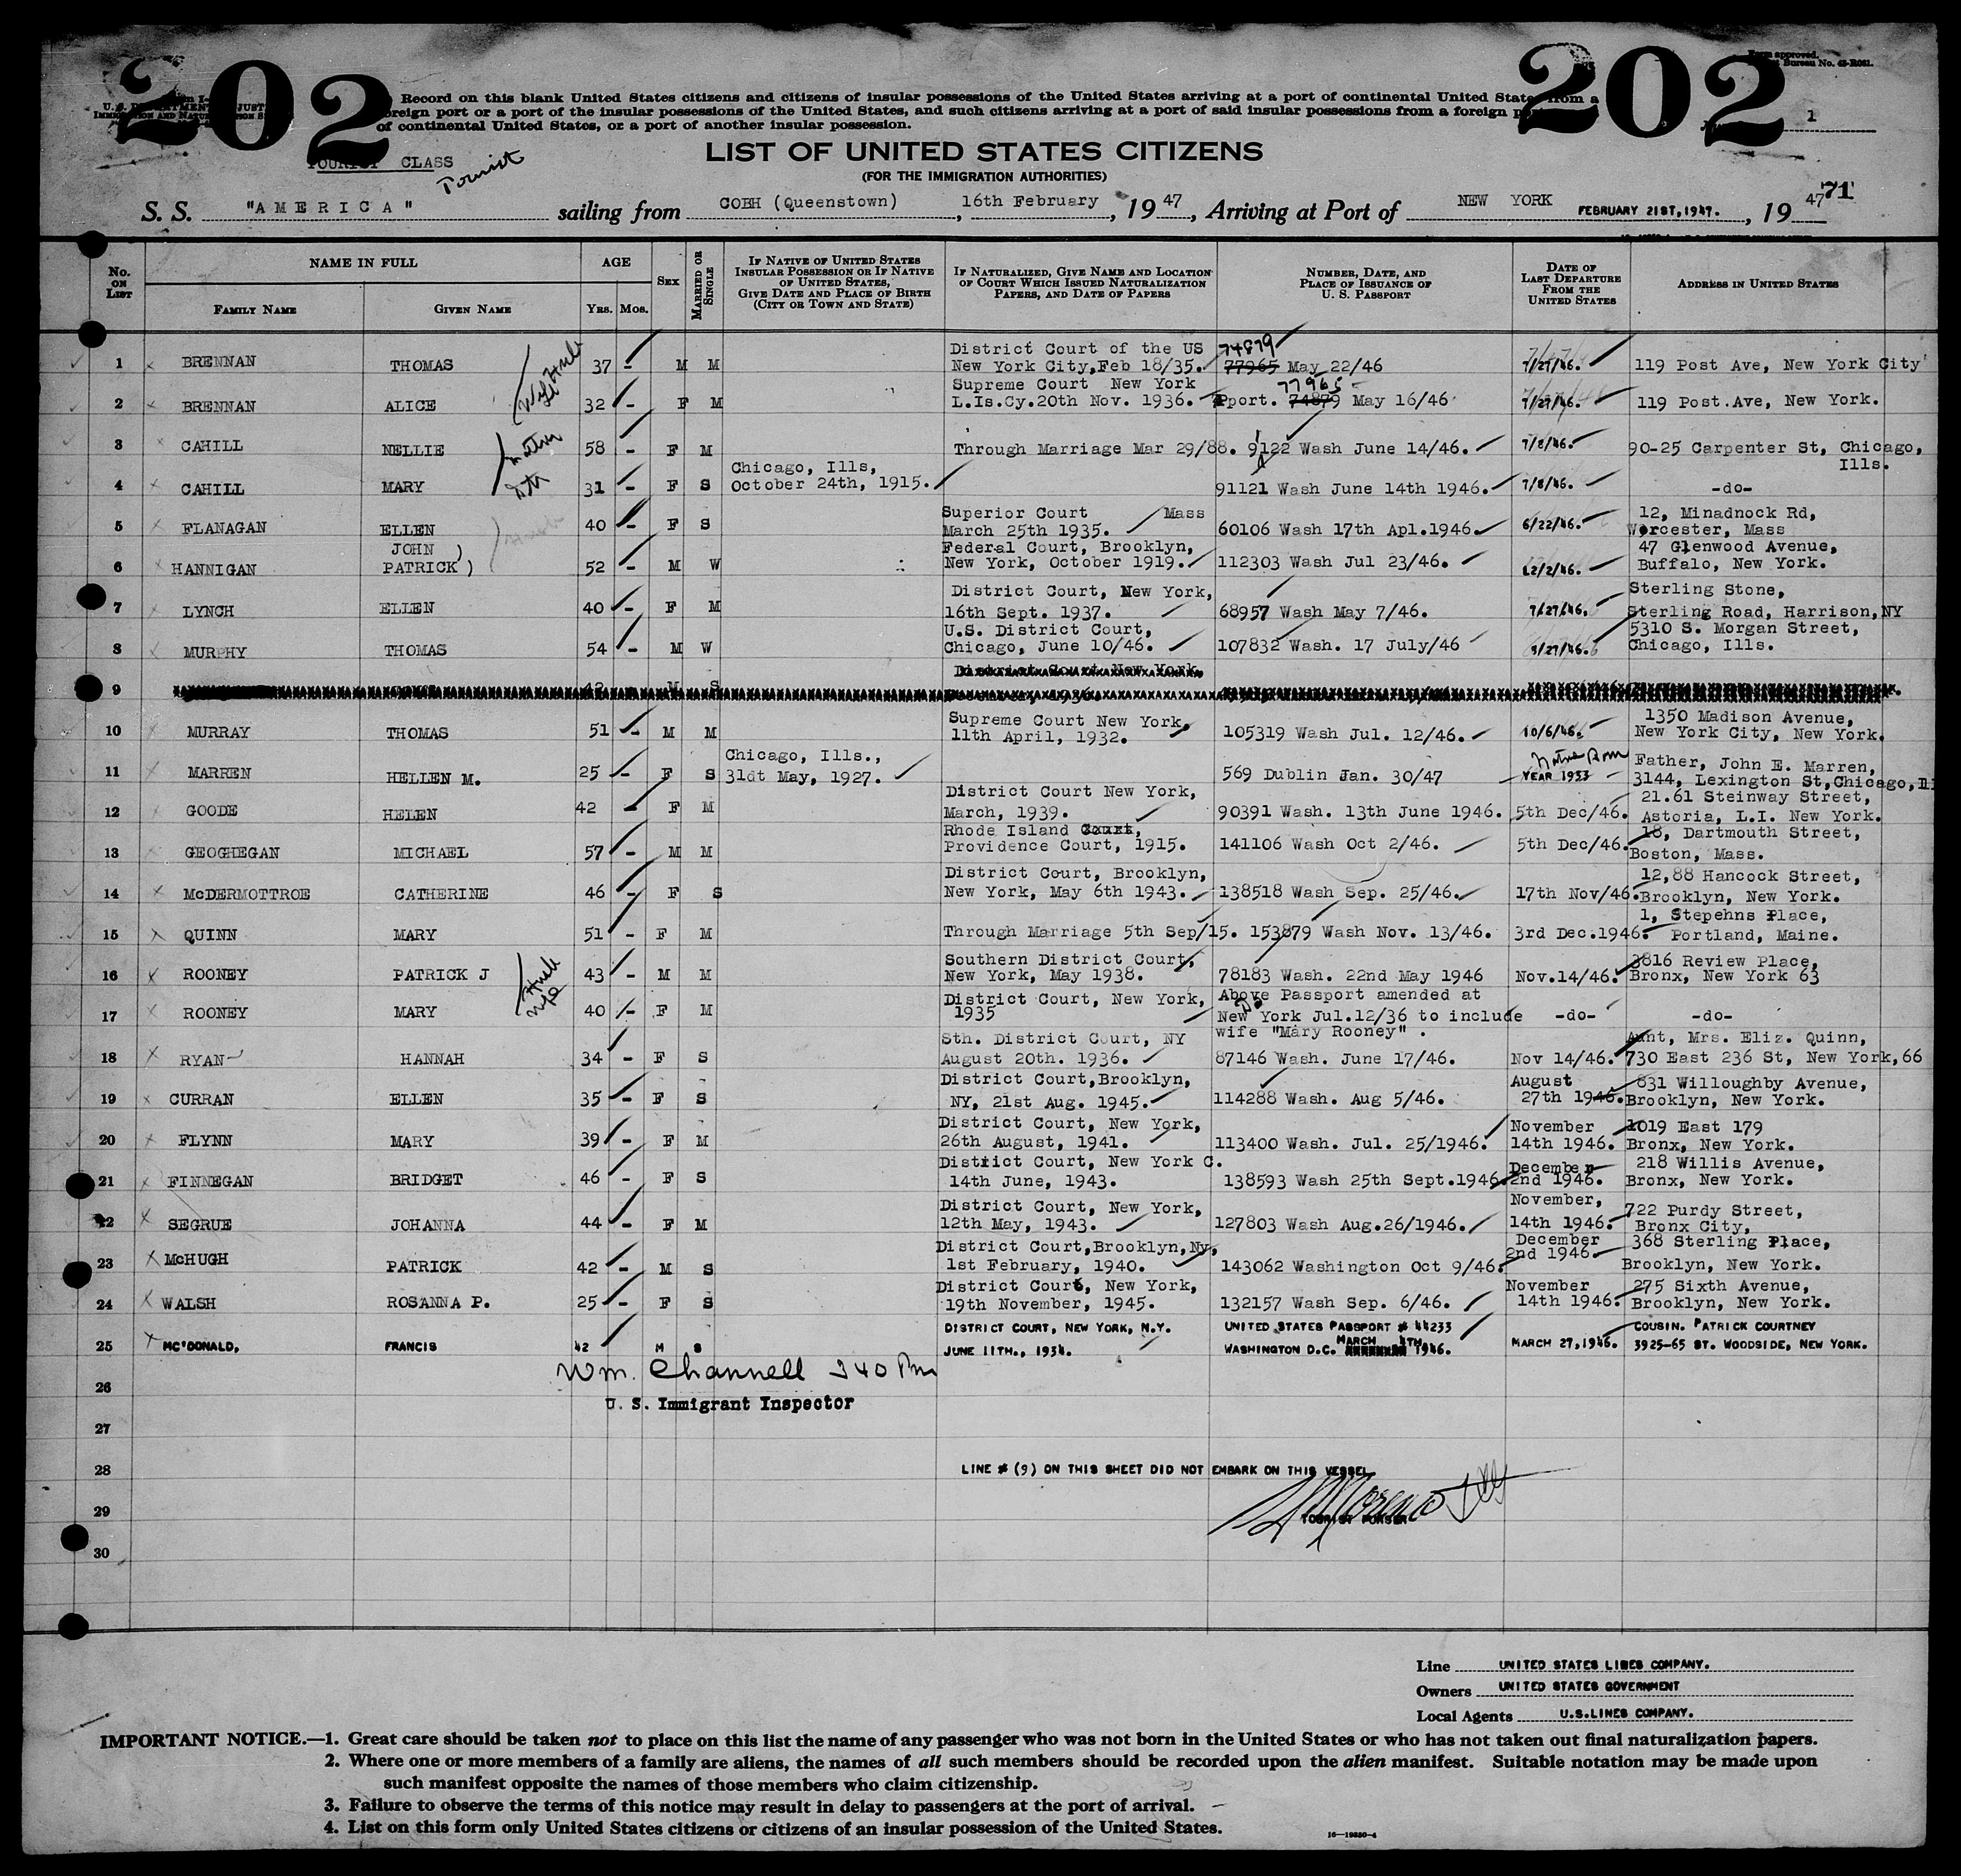 202 202
Form approved.
Bureau No. 43-R061.
Record on this blank United States citizens and citizens of insular possessions of the United States arriving at a port of continental United States from a
foreign port or a port of the insular possessions of the United States, and such citizens arriving at a port of said insular possessions from a foreign port
of continental United States, or a port of another insular possession.
1
TOURIST CLASS
Tourist
LIST OF UNITED STATES CITIZENS
(FOR THE IMMIGRATION AUTHORITIES)
71
S. S. "AMERICA" sailing from COBH (Queenstown), 16th February, 1947, Arriving at Port of NEW YORK FEBRUARY 21ST, 1947., 1947
No. ON LIST NAME IN FULL FAMILY NAME GIVEN NAME AGE YRS. MOS. SEX MARRIED OR SINGLE IF NATIVE OF UNITED STATES INSULAR POSSESSION OR IF NATIVE OF UNITED STATES, GIVE DATE AND PLACE OF BIRTH (CITY OR TOWN AND STATE) IF NATURALIZED, GIVE NAME AND LOCATION OF COURT WHICH ISSUED NATURALIZATION PAPERS, AND DATE OF PAPERS NUMBER, DATE, AND PLACE OF ISSUANCE OF U. S. PASSPORT DATE OF LAST DEPARTURE FROM THE UNITED STATES ADDRESS IN UNITED STATES
1 BRENNAN THOMAS Husb 37 - M M District Court of the US New York City, Feb 18/35. 74879 77965 May 22/46 7/27/46. 119 Post Ave, New York City
2 BRENNAN ALICE Wife 32 - F M Supreme Court New York L.Is.Cy.20th Nov. 1936. Pport. 77965 74879 May 16/46 7/27/46. 119 Post.Ave, New York.
3 CAHILL NELLIE Mother 58 - F M Through Marriage Mar 29/88. 9122 Wash June 14/46. 7/8/46. 90-25 Carpenter St, Chicago, Ills.
4 CAHILL MARY Dtr 31 - F S Chicago, Ills, October 24th, 1915. 91121 Wash June 14th 1946. 7/8/46. -do-
5 FLANAGAN ELLEN 40 - F S Superior Court Mass March 25th 1935. 60106 Wash 17th Apl.1946. 6/22/46. 12, Minadnock Rd, Worcester, Mass
6 HANNIGAN JOHN ) PATRICK ) 52 - M W Federal Court, Brooklyn, New York, October 1919. 112303 Wash Jul 23/46. 12/2/46. 47 Glenwood Avenue, Buffalo, New York.
7 LYNCH ELLEN 40 - F M District Court, New York, 16th Sept. 1937. 68957 Wash May 7/46. 7/27/46. Sterling Stone, Sterling Road, Harrison, NY
8 MURPHY THOMAS 54 - M W U.S. District Court, Chicago, June 10/46. 107832 Wash. 17 July/46 /27/46. 5310 S. Morgan Street, Chicago, Ills.
9 42 M S District Court New York,
10 MURRAY THOMAS 51 - M M Supreme Court New York, 11th April, 1932. 105319 Wash Jul. 12/46. 10/6/46. 1350 Madison Avenue, New York City, New York.
11 MARREN HELLEN M. 25 - F S Chicago, Ills., 31dt May, 1927. 569 Dublin Jan. 30/47 Native Born YEAR 1933 Father, John E. Marren, 3144, Lexington St, Chicago, Ill
12 GOODE HELEN 42 - F M District Court New York, March, 1939. 90391 Wash. 13th June 1946. 5th Dec/46. 21.61 Steinway Street, Astoria, L.I. New York.
13 GEOGHEGAN MICHAEL 57 - M M Rhode Island Court, Providence Court, 1915. 141106 Wash Oct 2/46. 5th Dec/46. 18, Dartmouth Street, Boston, Mass.
14 McDERMOTTROE CATHERINE 46 - F S District Court, Brooklyn, New York, May 6th 1943. 138518 Wash Sep. 25/46. 17th Nov/46. 12,88 Hancock Street, Brooklyn, New York.
15 QUINN MARY 51 - F M Through Marriage 5th Sep/15. 153879 Wash Nov. 13/46. 3rd Dec.1946. 1, Stepehns Place, Portland, Maine.
16 ROONEY PATRICK J Husb 43 - M M Southern District Court, New York, May 1938. 78183 Wash. 22nd May 1946 Nov.14/46. 3816 Review Place, Bronx, New York 63
17 ROONEY MARY Wife 40 - F M District Court, New York, 1935 Do Above Passport amended at New York Jul.12/36 to include wife "Mary Rooney" . -do- -do-
18 RYAN HANNAH 34 - F S Sth. District Court, NY August 20th. 1936. 87146 Wash. June 17/46. Nov 14/46. Aunt, Mrs. Eliz. Quinn, 730 East 236 St, New York, 66
19 CURRAN ELLEN 35 - F S District Court, Brooklyn, NY, 21st Aug. 1945. 114288 Wash. Aug 5/46. August 27th 1946. 831 Willoughby Avenue, Brooklyn, New York.
20 FLYNN MARY 39 - F M District Court, New York, 26th August, 1941. 113400 Wash. Jul. 25/1946. November 14th 1946. 1019 East 179 Bronx, New York.
21 FINNEGAN BRIDGET 46 - F S District Court, New York C. 14th June, 1943. 138593 Wash 25th Sept.1946 December 2nd 1946. 218 Willis Avenue, Bronx, New York.
22 SEGRUE JOHANNA 44 - F M District Court, New York, 12th May, 1943. 127803 Wash Aug.26/1946. November, 14th 1946. 722 Purdy Street, Bronx City,
23 McHUGH PATRICK 42 - M S District Court, Brooklyn, Ny, 1st February, 1940. 143062 Washington Oct 9/46. December 2nd 1946. 368 Sterling Place, Brooklyn, New York.
24 WALSH ROSANNA P. 25 - F S District Court, New York, 19th November, 1945. 132157 Wash Sep. 6/46. November 14th 1946. 275 Sixth Avenue, Brooklyn, New York.
25 MC'DONALD, FRANCIS 42 M S DISTRICT COURT, NEW YORK, N.Y. JUNE 11TH., 1934. UNITED STATES PASSPORT # 44233 WASHINGTON D.C. MARCH 4TH 1946. MARCH 27, 1946. COUSIN. PATRICK COURTNEY 3925-65 ST. WOODSIDE, NEW YORK.
Wm. Channell 240 Pm
26
U. S. Immigrant Inspector
27
28 LINE # (9) ON THIS SHEET DID NOT EMBARK ON THIS VESSEL
29
TOURIST PURSER
30
Line UNITED STATES LINES COMPANY.
Owners UNITED STATES GOVERNMENT
Local Agents U.S.LINES COMPANY.
IMPORTANT NOTICE.—1. Great care should be taken not to place on this list the name of any passenger who was not born in the United States or who has not taken out final naturalization papers.
2. Where one or more members of a family are aliens, the names of all such members should be recorded upon the alien manifest. Suitable notation may be made upon
such manifest opposite the names of those members who claim citizenship.
3. Failure to observe the terms of this notice may result in delay to passengers at the port of arrival.
4. List on this form only United States citizens or citizens of an insular possession of the United States.